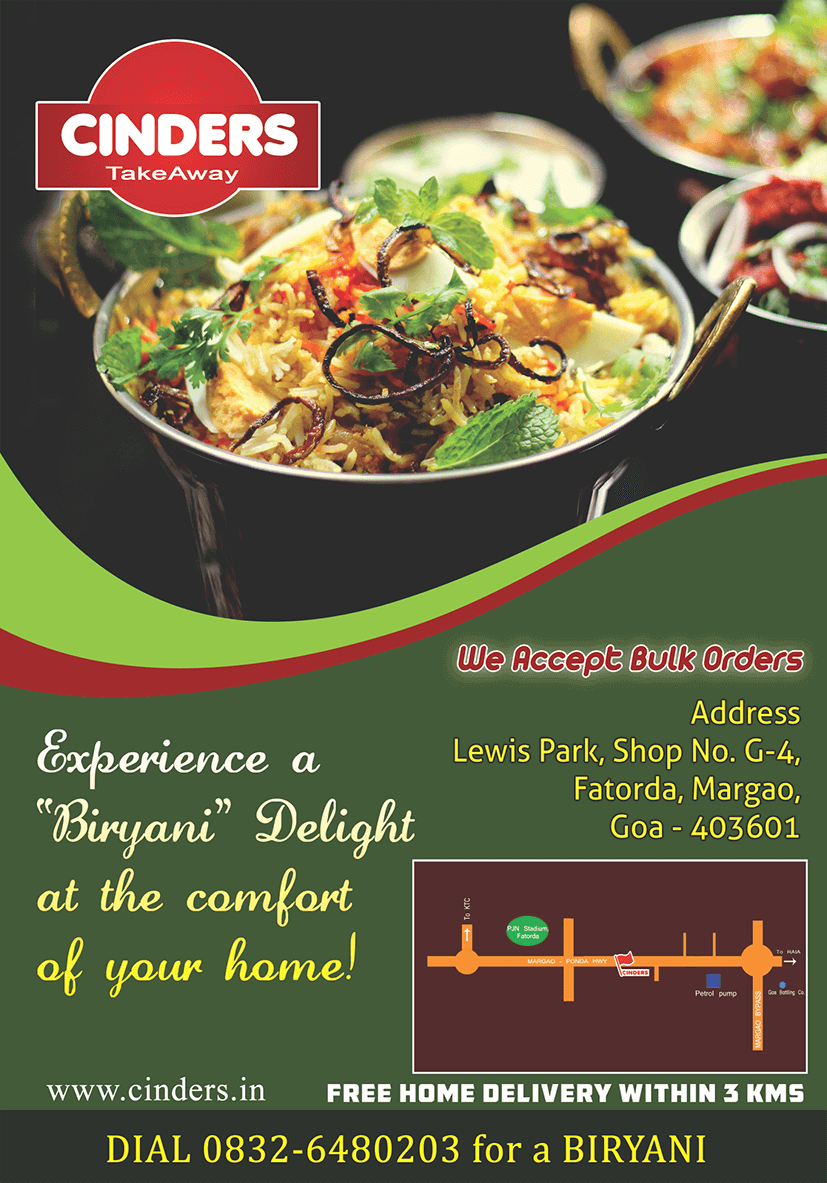 CINDERS
TakeAway
We Accept Bulk Orders
Address
Lewis Park, Shop No. G-4,
Fatorda, Margao,
Goa - 403601
Experience a
“Biryani” Delight
at the comfort
of your home!
To KTC
PJN Stadium,
Fatorda
MARGAO - PONDA HWY
CINDERS
Petrol pump
MARGAO BYPASS
To RAIA
Goa Bottling Co.
www.cinders.in
FREE HOME DELIVERY WITHIN 3 KMS
DIAL 0832-6480203 for a BIRYANI